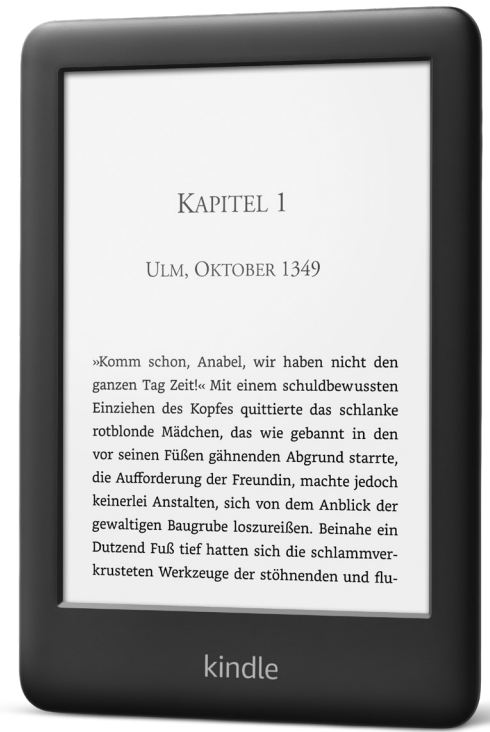 KAPITEL 1
ULM, OKTOBER 1349
»Komm schon, Anabel, wir haben nicht den
ganzen Tag Zeit!« Mit einem schuldbewussten
Einziehen des Kopfes quittierte das schlanke
rotblonde Mädchen, das wie gebannt in den
vor seinen Füßen gähnenden Abgrund starrte,
die Aufforderung der Freundin, machte jedoch
keinerlei Anstalten, sich von dem Anblick der
gewaltigen Baugrube loszureißen. Beinahe ein
Dutzend Fuß tief hatten sich die schlammver-
krusteten Werkzeuge der stöhnenden und flu-
kindle